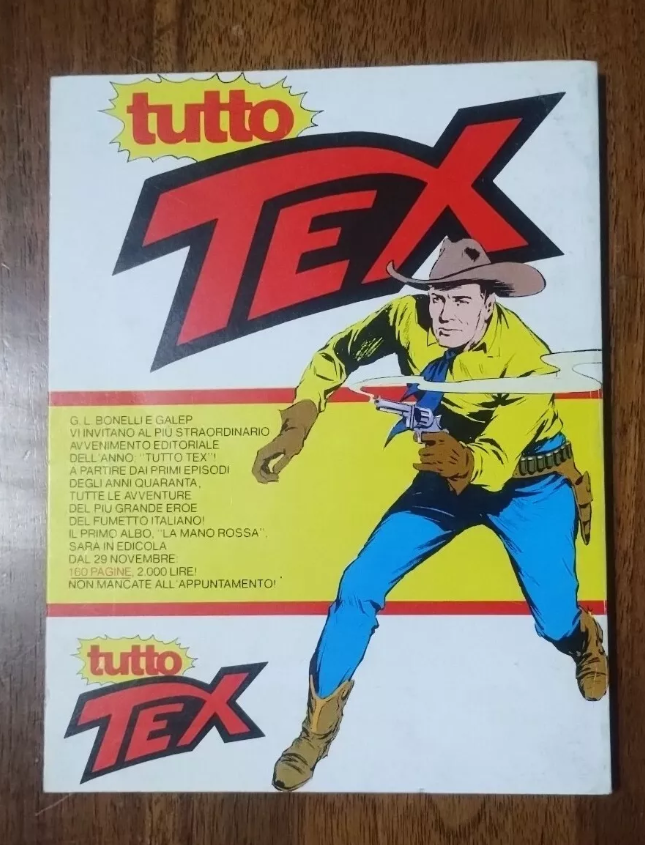 tutto
TEX
G. L. BONELLI E GALEP
VI INVITANO AL PIÙ STRAORDINARIO
AVVENIMENTO EDITORIALE
DELL'ANNO: "TUTTO TEX"!
A PARTIRE DAI PRIMI EPISODI
DEGLI ANNI QUARANTA,
TUTTE LE AVVENTURE
DEL PIÙ GRANDE EROE
DEL FUMETTO ITALIANO!
IL PRIMO ALBO, "LA MANO ROSSA",
SARÀ IN EDICOLA
DAL 29 NOVEMBRE:
160 PAGINE, 2.000 LIRE!
NON MANCATE ALL'APPUNTAMENTO!
tutto
TEX